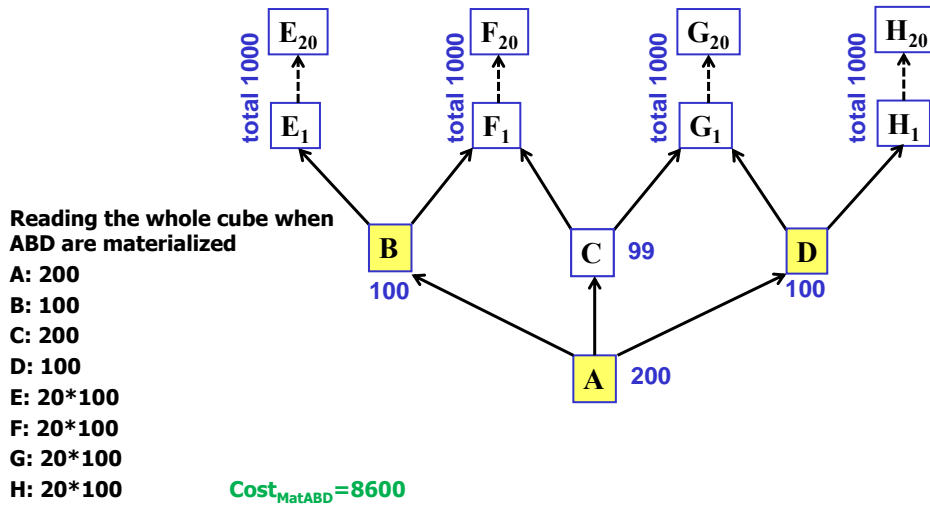 E20 F20 G20 H20
total 1000 total 1000 total 1000 total 1000
E1 F1 G1 H1
Reading the whole cube when
ABD are materialized
B C 99 D
100 100
A: 200
B: 100
C: 200
D: 100
A 200
E: 20*100
F: 20*100
G: 20*100
H: 20*100
CostMatABD=8600